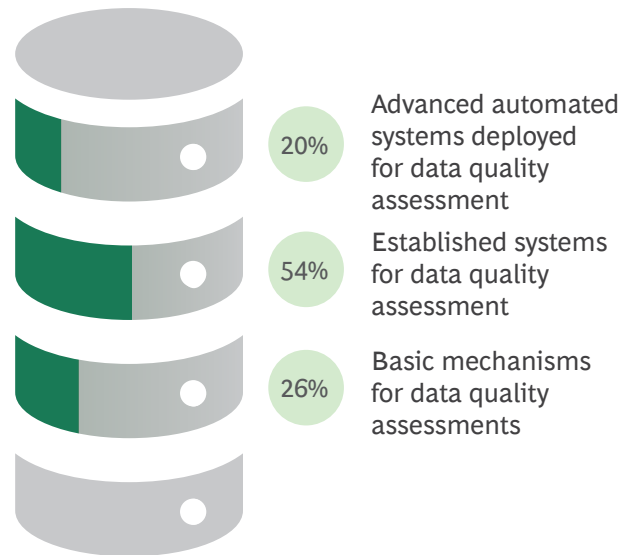 20%
Advanced automated
systems deployed
for data quality
assessment
54%
Established systems
for data quality
assessment
26%
Basic mechanisms
for data quality
assessments